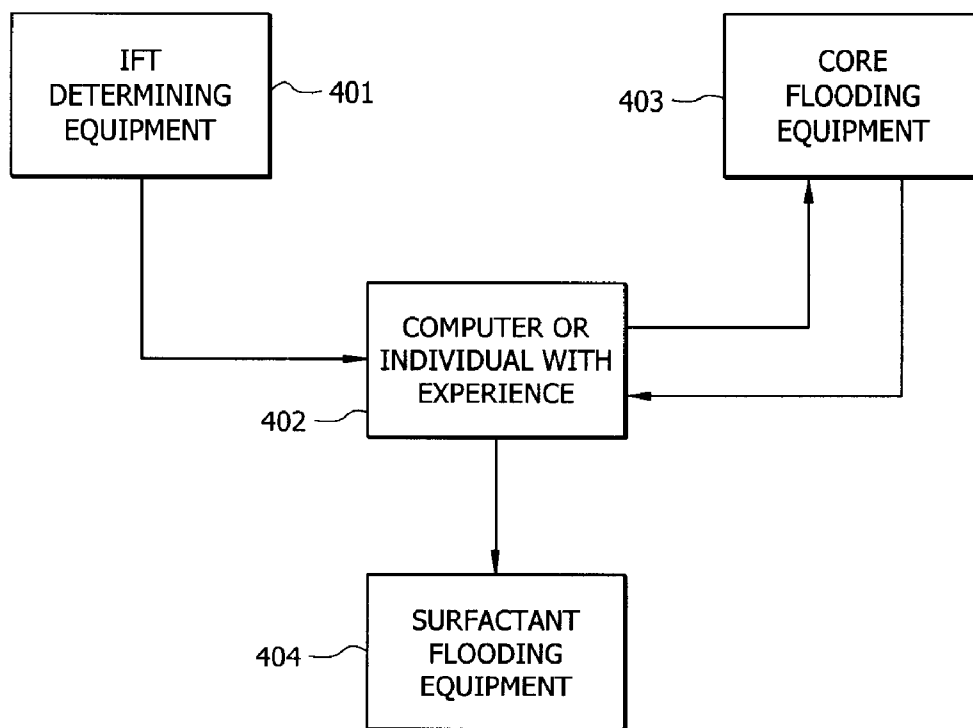 IFT
DETERMINING
EQUIPMENT
401
CORE
FLOODING
EQUIPMENT
403
COMPUTER OR
INDIVIDUAL WITH
EXPERIENCE
402
SURFACTANT
FLOODING
EQUIPMENT
404